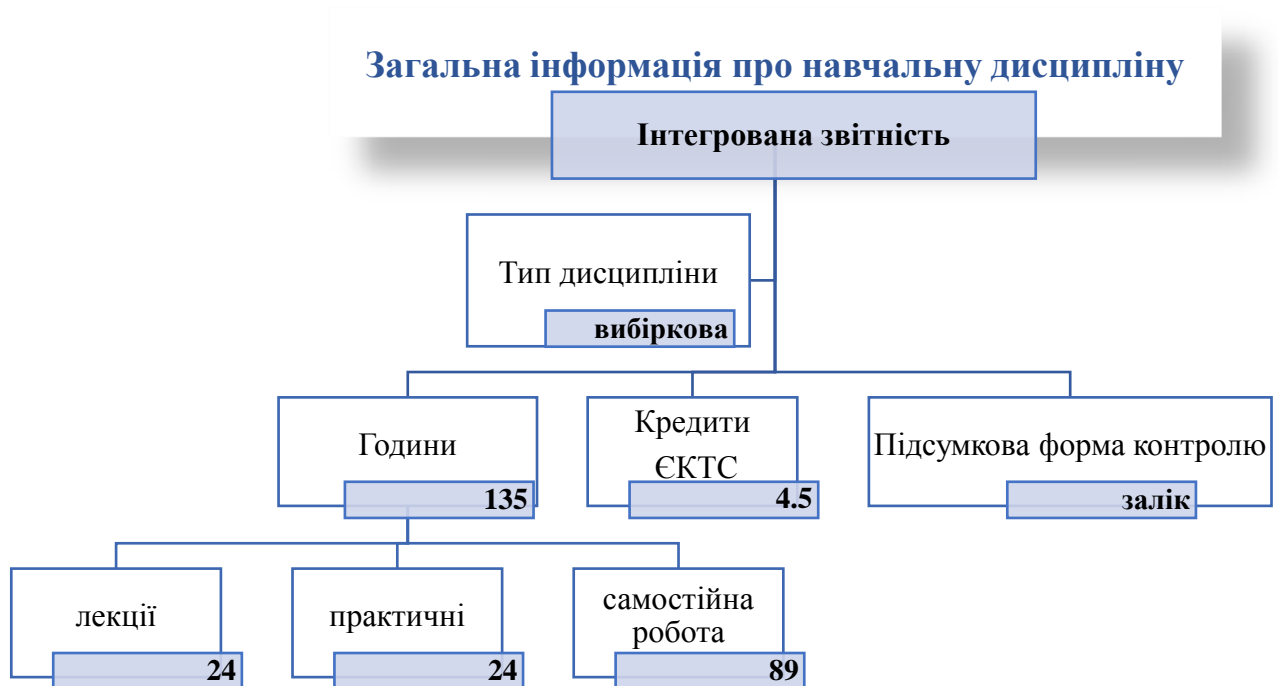 Загальна інформація про навчальну дисципліну
Інтегрована звітність
Тип дисципліни
вибіркова
Години
135
Кредити
ЄКТС
4.5
Підсумкова форма контролю
залік
лекції
24
практичні
24
самостійна
робота
89